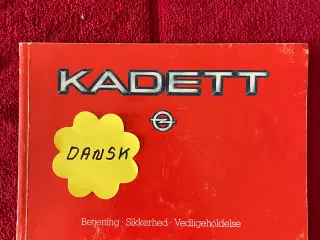 KADETT
DANSK
Betjening · Sikkerhed · Vedligeholdelse